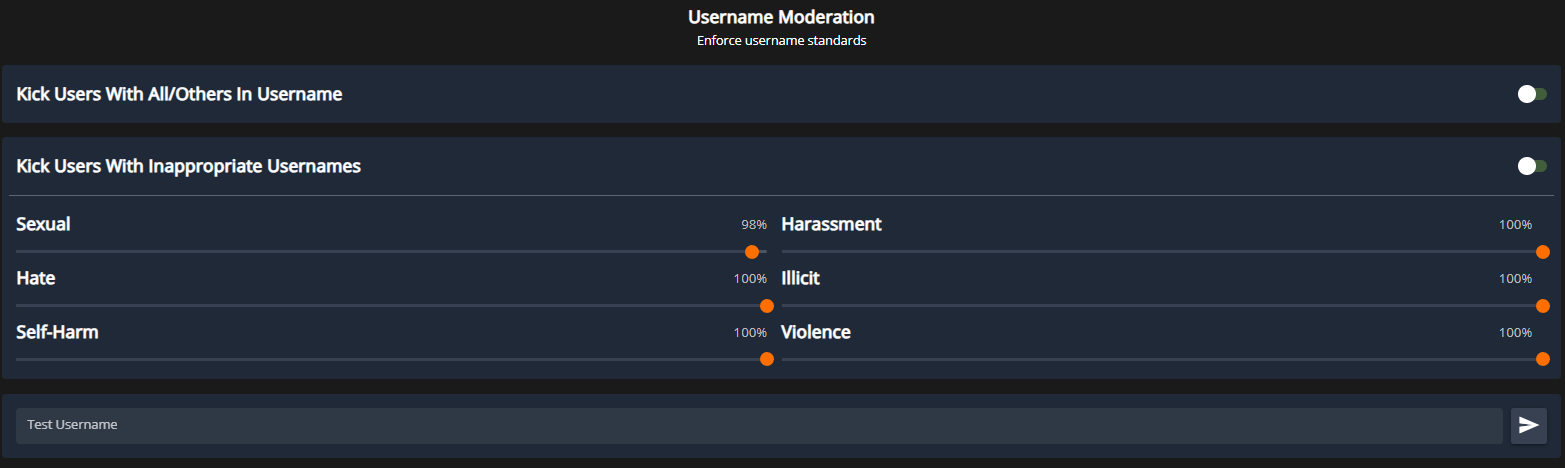 Username Moderation
Enforce username standards
Kick Users With All/Others In Username
Kick Users With Inappropriate Usernames
Sexual 98% Harassment 100%
Hate 100% Illicit 100%
Self-Harm 100% Violence 100%
Test Username